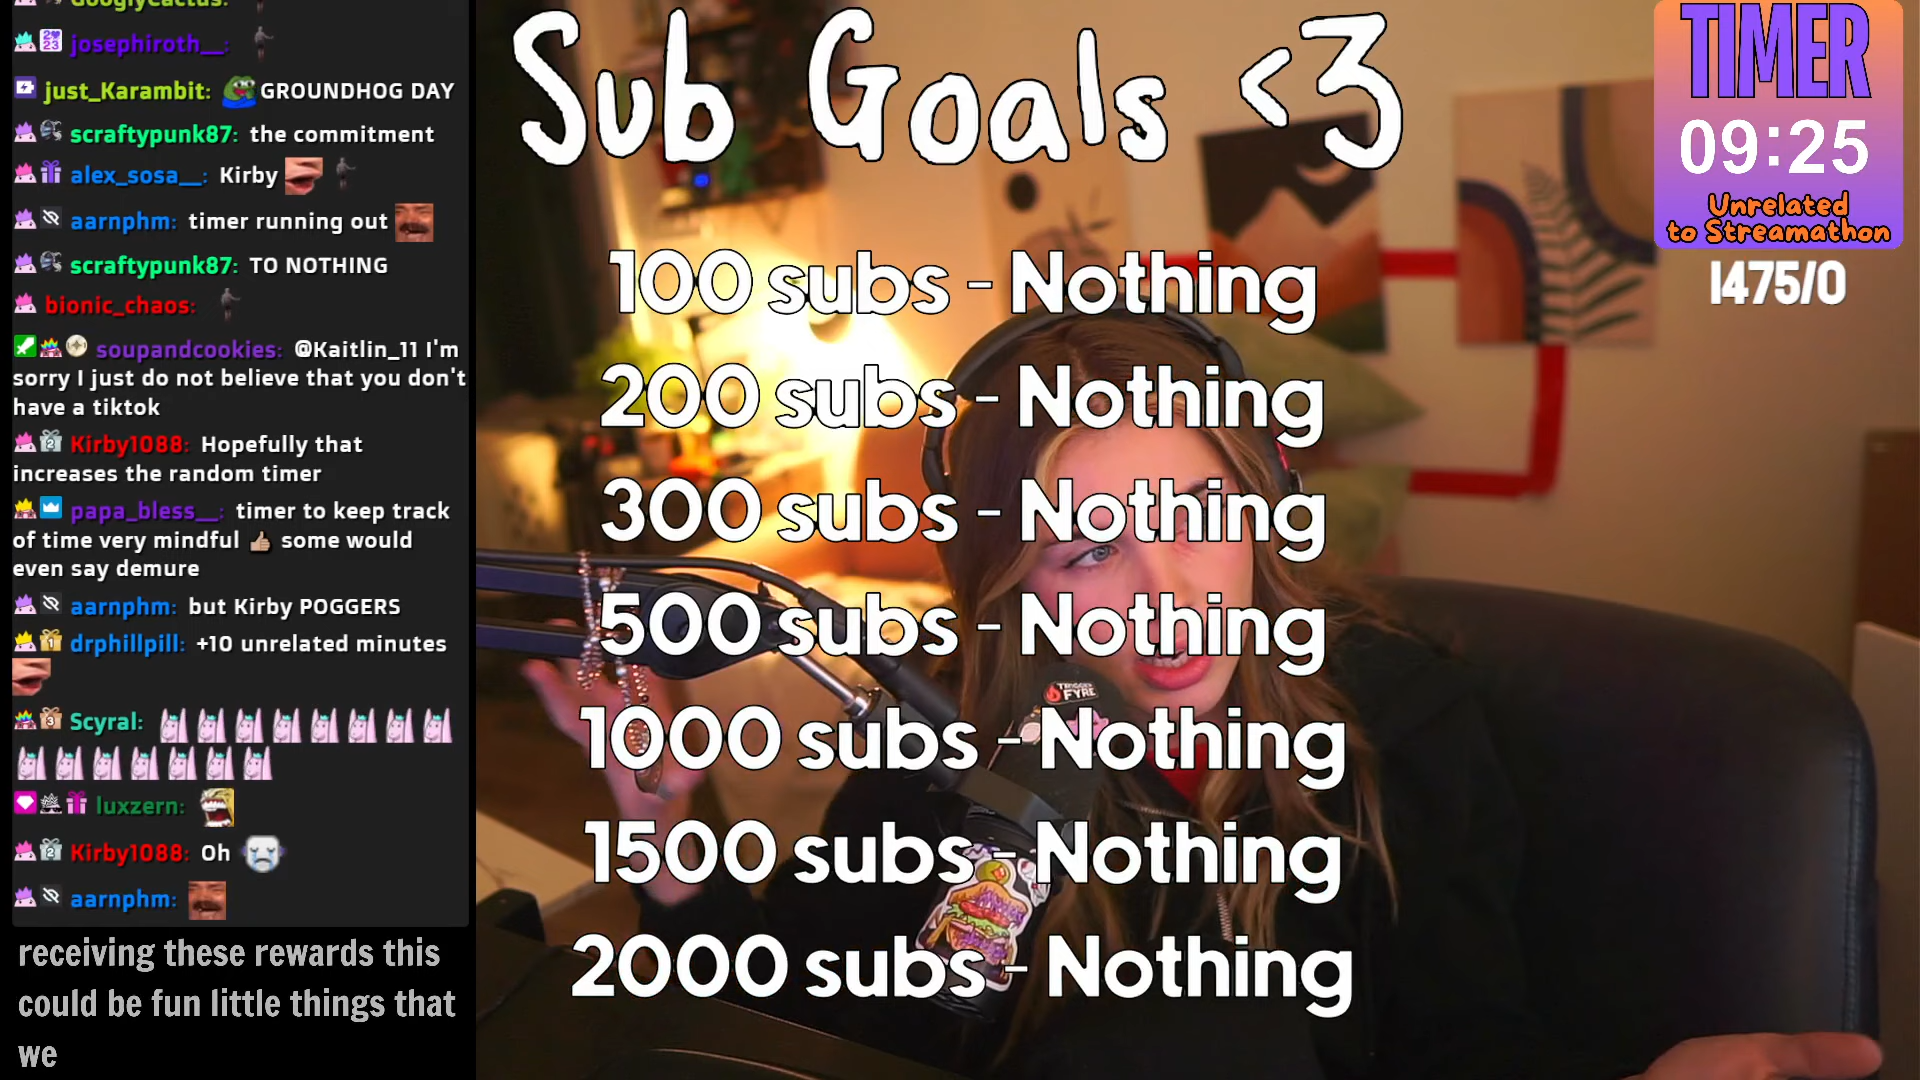 GooglyCactus:
josephiroth__:
just_Karambit: GROUNDHOG DAY
scraftypunk87: the commitment
alex_sosa__: Kirby
aarnphm: timer running out
scraftypunk87: TO NOTHING
bionic_chaos:
soupandcookies: @Kaitlin_11 I'm
sorry I just do not believe that you don't
have a tiktok
Kirby1088: Hopefully that
increases the random timer
papa_bless__: timer to keep track
of time very mindful 👍🏼 some would
even say demure
aarnphm: but Kirby POGGERS
drphillpill: +10 unrelated minutes
Scyral:
luxzern:
Kirby1088: Oh
aarnphm:
receiving these rewards this
could be fun little things that
we
Sub Goals <3
100 subs - Nothing
200 subs - Nothing
300 subs - Nothing
500 subs - Nothing
1000 subs - Nothing
1500 subs - Nothing
2000 subs - Nothing
TRIGGER
FYRE
TIMER
09:25
Unrelated
to Streamathon
1475/0